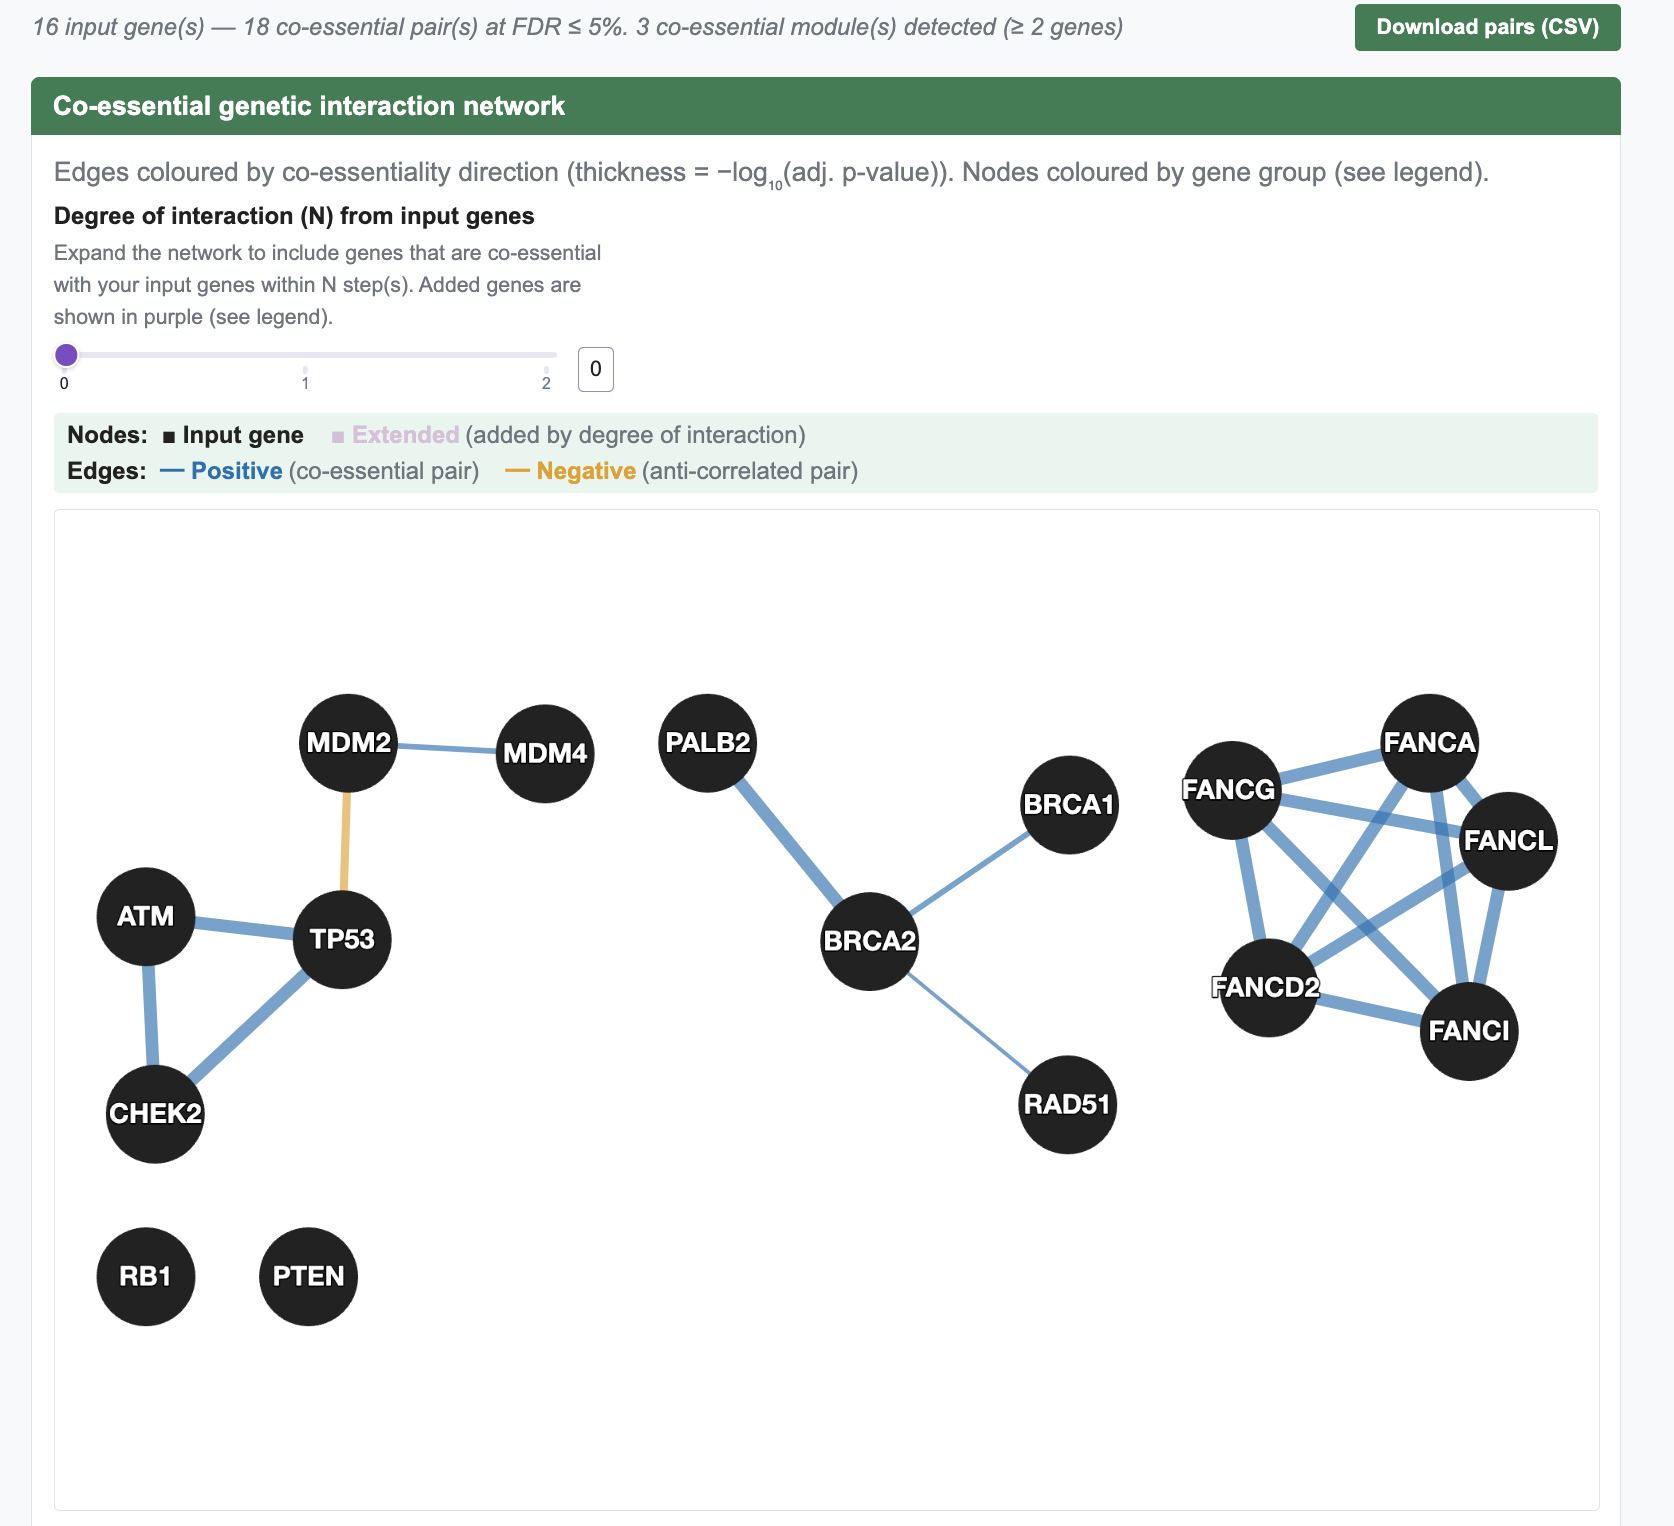 16 input gene(s) — 18 co-essential pair(s) at FDR ≤ 5%. 3 co-essential module(s) detected (≥ 2 genes)
Download pairs (CSV)
Co-essential genetic interaction network
Edges coloured by co-essentiality direction (thickness = −log10(adj. p-value)). Nodes coloured by gene group (see legend).
Degree of interaction (N) from input genes
Expand the network to include genes that are co-essential
with your input genes within N step(s). Added genes are
shown in purple (see legend).
0
0 1 2
Nodes: ■ Input gene ■ Extended (added by degree of interaction)
Edges: — Positive (co-essential pair) — Negative (anti-correlated pair)
MDM2
MDM4
PALB2
FANCA
FANCG
BRCA1
FANCL
ATM
TP53
BRCA2
FANCD2
FANCI
CHEK2
RAD51
RB1
PTEN